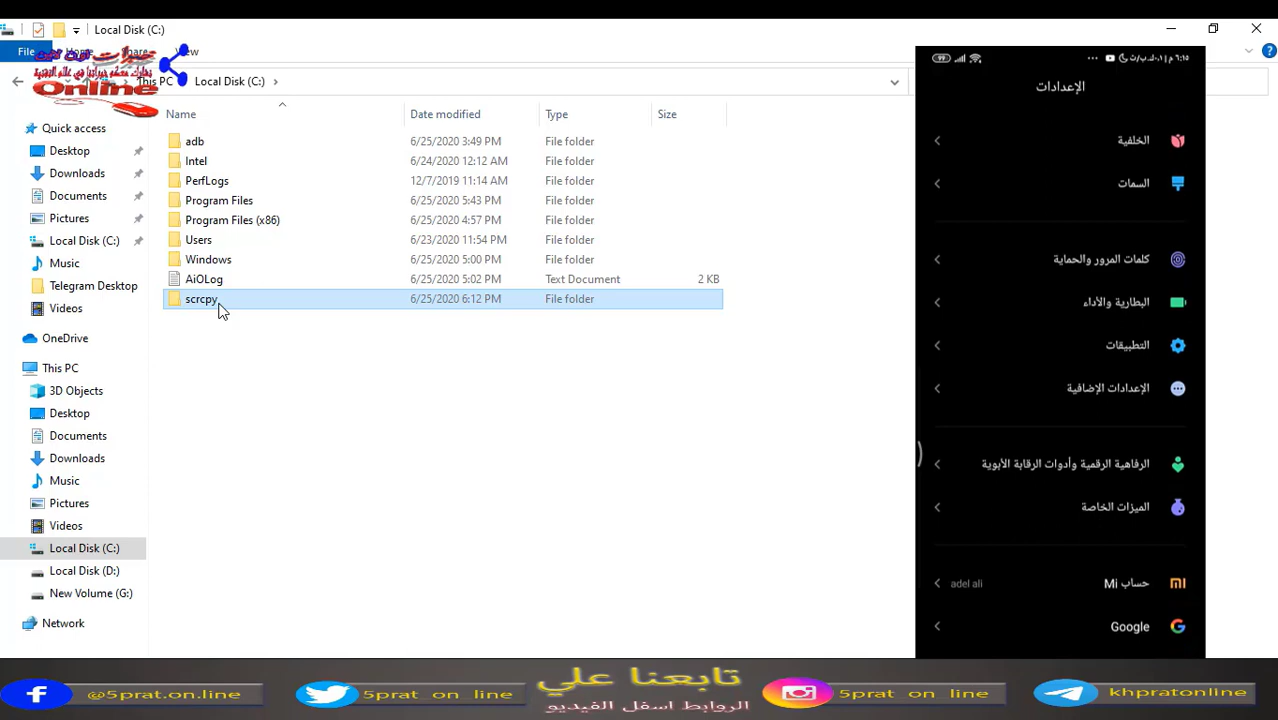 Local Disk (C:)
File
Home
Share
View
خبرات اون لاين
Online
This PC
Local Disk (C:)
Name
Date modified
Type
Size
adb
6/25/2020 3:49 PM
File folder
Intel
6/24/2020 12:12 AM
File folder
PerfLogs
12/7/2019 11:14 AM
File folder
Program Files
6/25/2020 5:43 PM
File folder
Program Files (x86)
6/25/2020 4:57 PM
File folder
Users
6/23/2020 11:54 PM
File folder
Windows
6/25/2020 5:00 PM
File folder
AiOLog
6/25/2020 5:02 PM
Text Document
2 KB
scrcpy
6/25/2020 6:12 PM
File folder
Quick access
Desktop
Downloads
Documents
Pictures
Local Disk (C:)
Music
Telegram Desktop
Videos
OneDrive
This PC
3D Objects
Desktop
Documents
Downloads
Music
Pictures
Videos
Local Disk (C:)
Local Disk (D:)
New Volume (G:)
Network
الإعدادات
الخلفية
السمات
كلمات المرور والحماية
البطارية والأداء
التطبيقات
الإعدادات الإضافية
الرفاهية الرقمية وأدوات الرقابة الأبوية
الميزات الخاصة
حساب Mi
adel ali
Google
@5prat.on.line
5prat on line
تابعنا علي
الروابط اسفل الفيديو
5prat on line
khpratonline